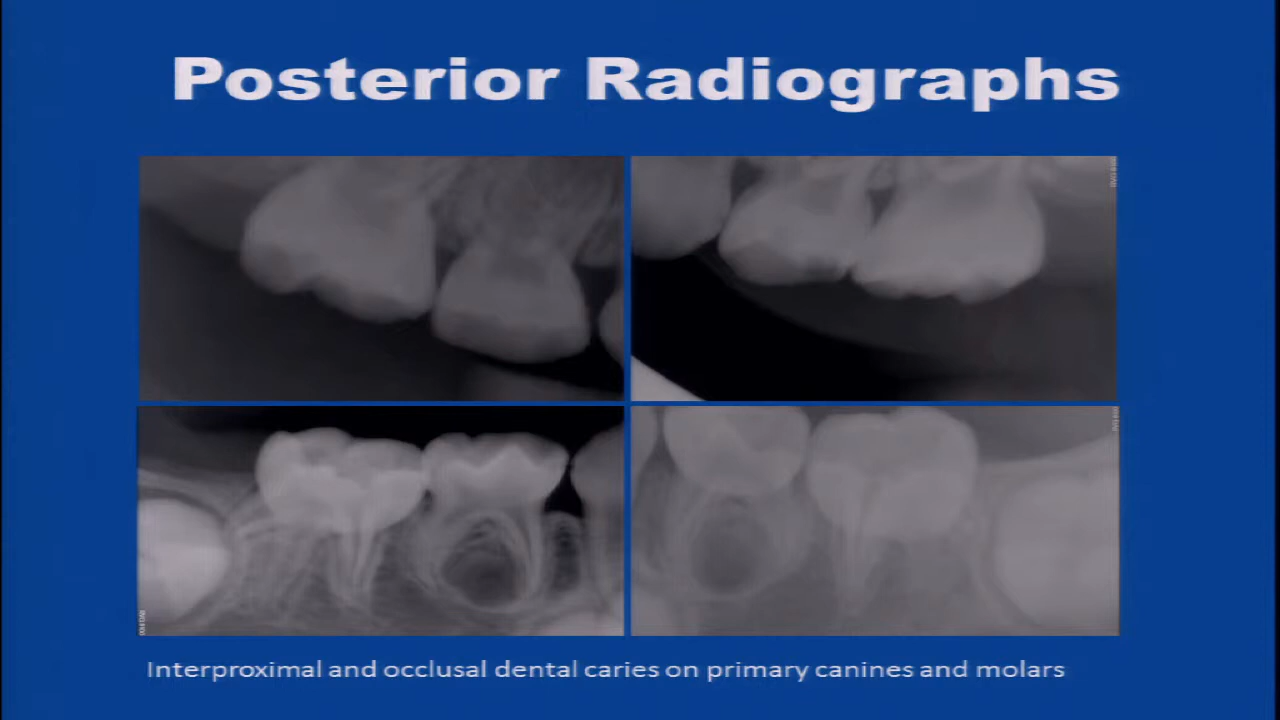 Posterior Radiographs
Interproximal and occlusal dental caries on primary canines and molars